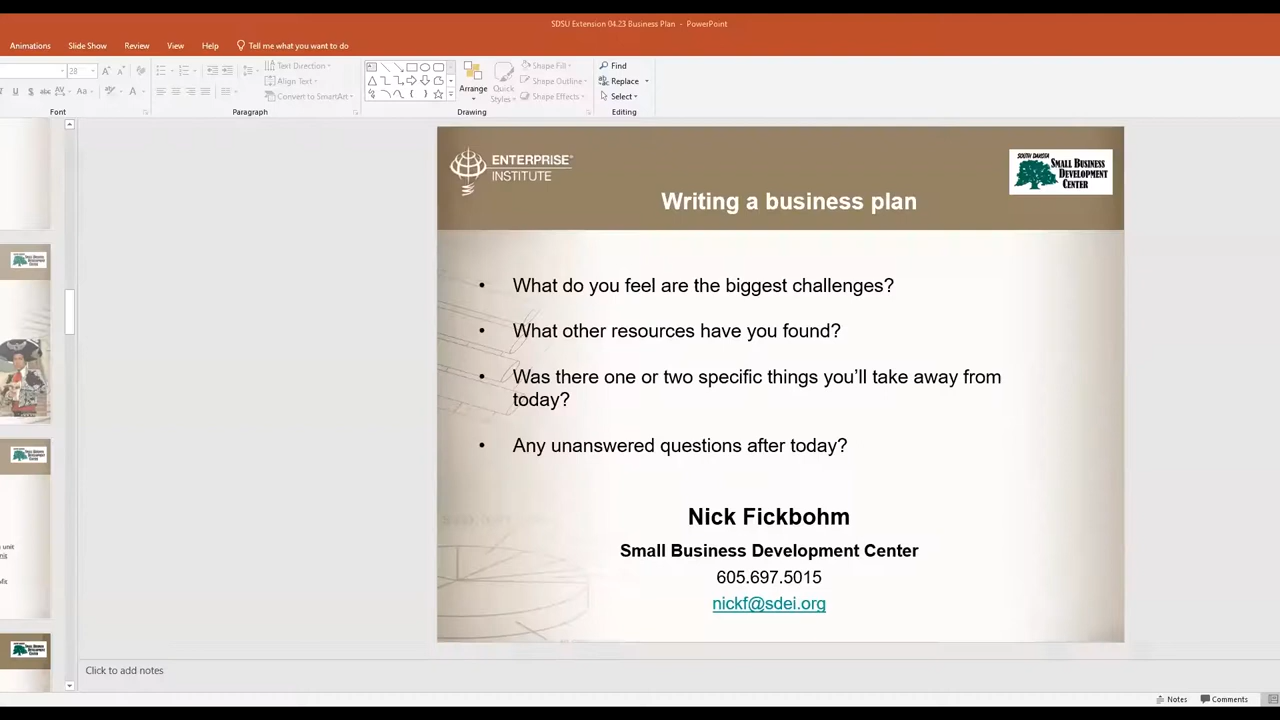 SDSU Extension 04.23 Business Plan - PowerPoint
Animations Slide Show Review View Help Tell me what you want to do
28 Text Direction Shape Fill Find
Align Text Shape Outline Replace
Convert to SmartArt Arrange Quick Styles Shape Effects Select
Font Paragraph Drawing Editing
ENTERPRISE
INSTITUTE
SOUTH DAKOTA
SMALL BUSINESS
DEVELOPMENT
CENTER
Writing a business plan
• What do you feel are the biggest challenges?
• What other resources have you found?
• Was there one or two specific things you'll take away from
today?
• Any unanswered questions after today?
Nick Fickbohm
Small Business Development Center
605.697.5015
nickf@sdei.org
Click to add notes
Notes Comments